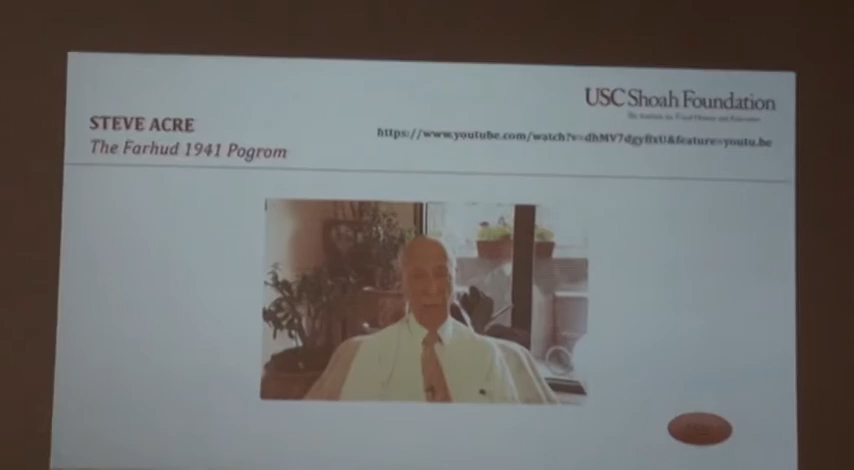 USC Shoah Foundation
STEVE ACRE
https://www.youtube.com/watch?v=dhMV7dgyftxU&feature=youtu.be
The Farhud 1941 Pogrom